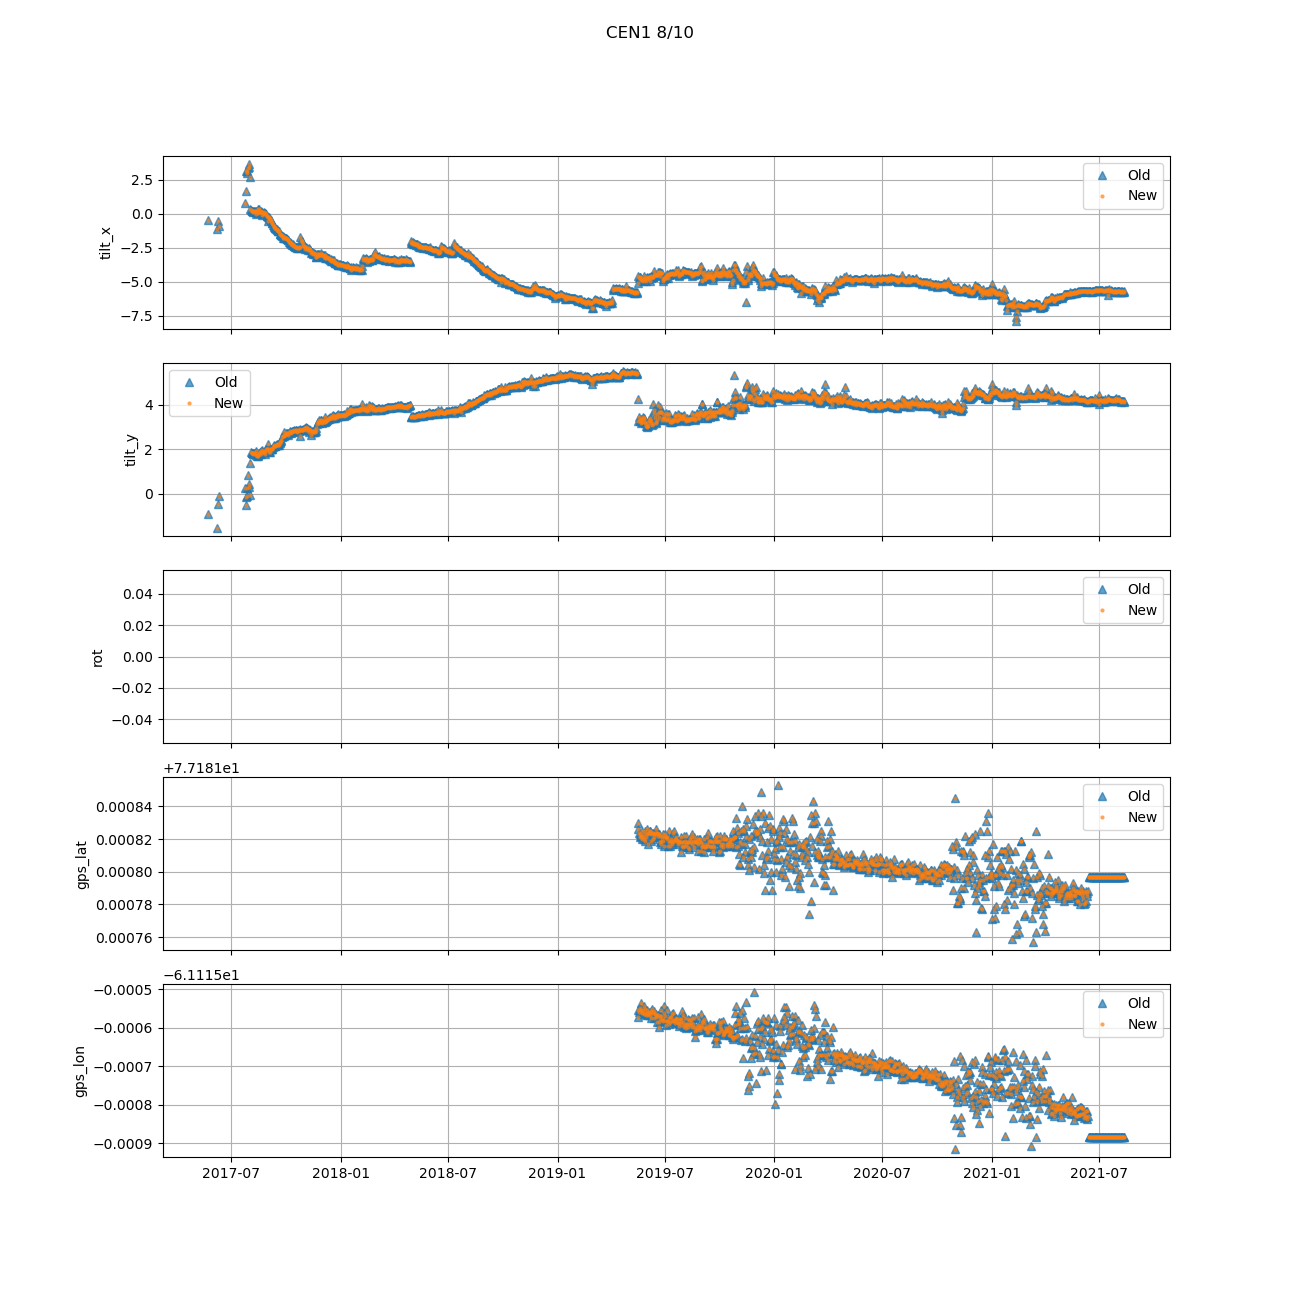 CEN1 8/10
2.5
0.0
−2.5
−5.0
−7.5
tilt_x
Old
New
4
2
0
tilt_y
Old
New
0.04
0.02
0.00
−0.02
−0.04
rot
Old
New
+7.7181e1
0.00084
0.00082
0.00080
0.00078
0.00076
gps_lat
Old
New
−6.1115e1
−0.0005
−0.0006
−0.0007
−0.0008
−0.0009
gps_lon
Old
New
2017-07 2018-01 2018-07 2019-01 2019-07 2020-01 2020-07 2021-01 2021-07